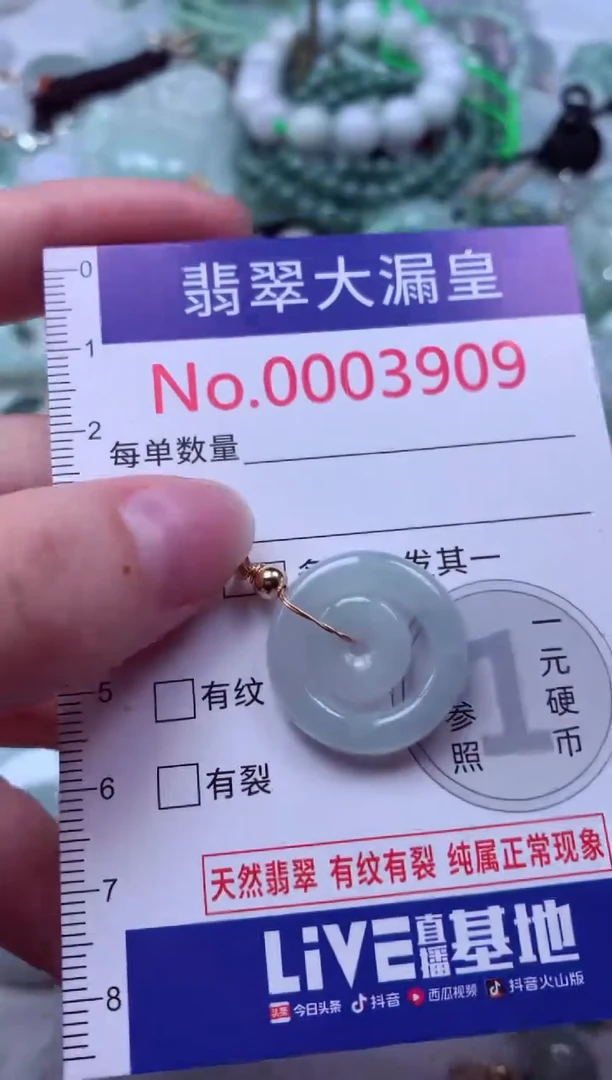 0
翡翠大漏皇
1
No.0003909
2
每单数量
发其一
5
有纹
一元硬币
参照
6
有裂
天然翡翠 有纹有裂 纯属正常现象
7
LiVE直播基地
8
头条 今日头条 抖音 西瓜视频 抖音火山版